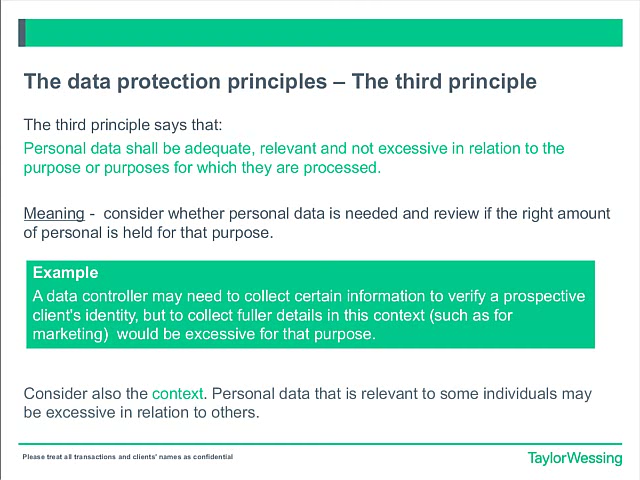 The data protection principles – The third principle
The third principle says that:
Personal data shall be adequate, relevant and not excessive in relation to the
purpose or purposes for which they are processed.
Meaning -  consider whether personal data is needed and review if the right amount
of personal is held for that purpose.
Example
A data controller may need to collect certain information to verify a prospective
client's identity, but to collect fuller details in this context (such as for
marketing)  would be excessive for that purpose.
Consider also the context. Personal data that is relevant to some individuals may
be excessive in relation to others.
Please treat all transactions and clients' names as confidential
TaylorWessing